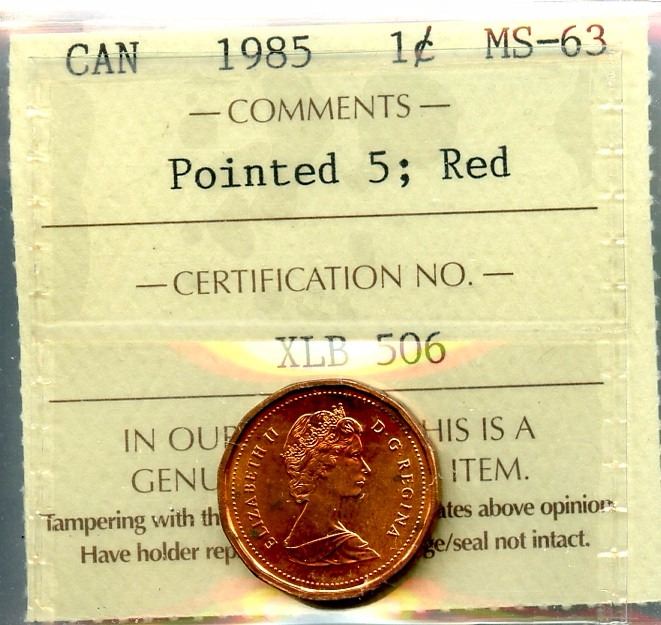 CAN 1985 1¢ MS-63
— COMMENTS —
Pointed 5; Red
— CERTIFICATION NO. —
XLB 506
IN OUR HIS IS A
GENU ITEM.
Tampering with th ates above opinion
Have holder rep ge/seal not intact.
ELIZABETH II D·G·REGINA